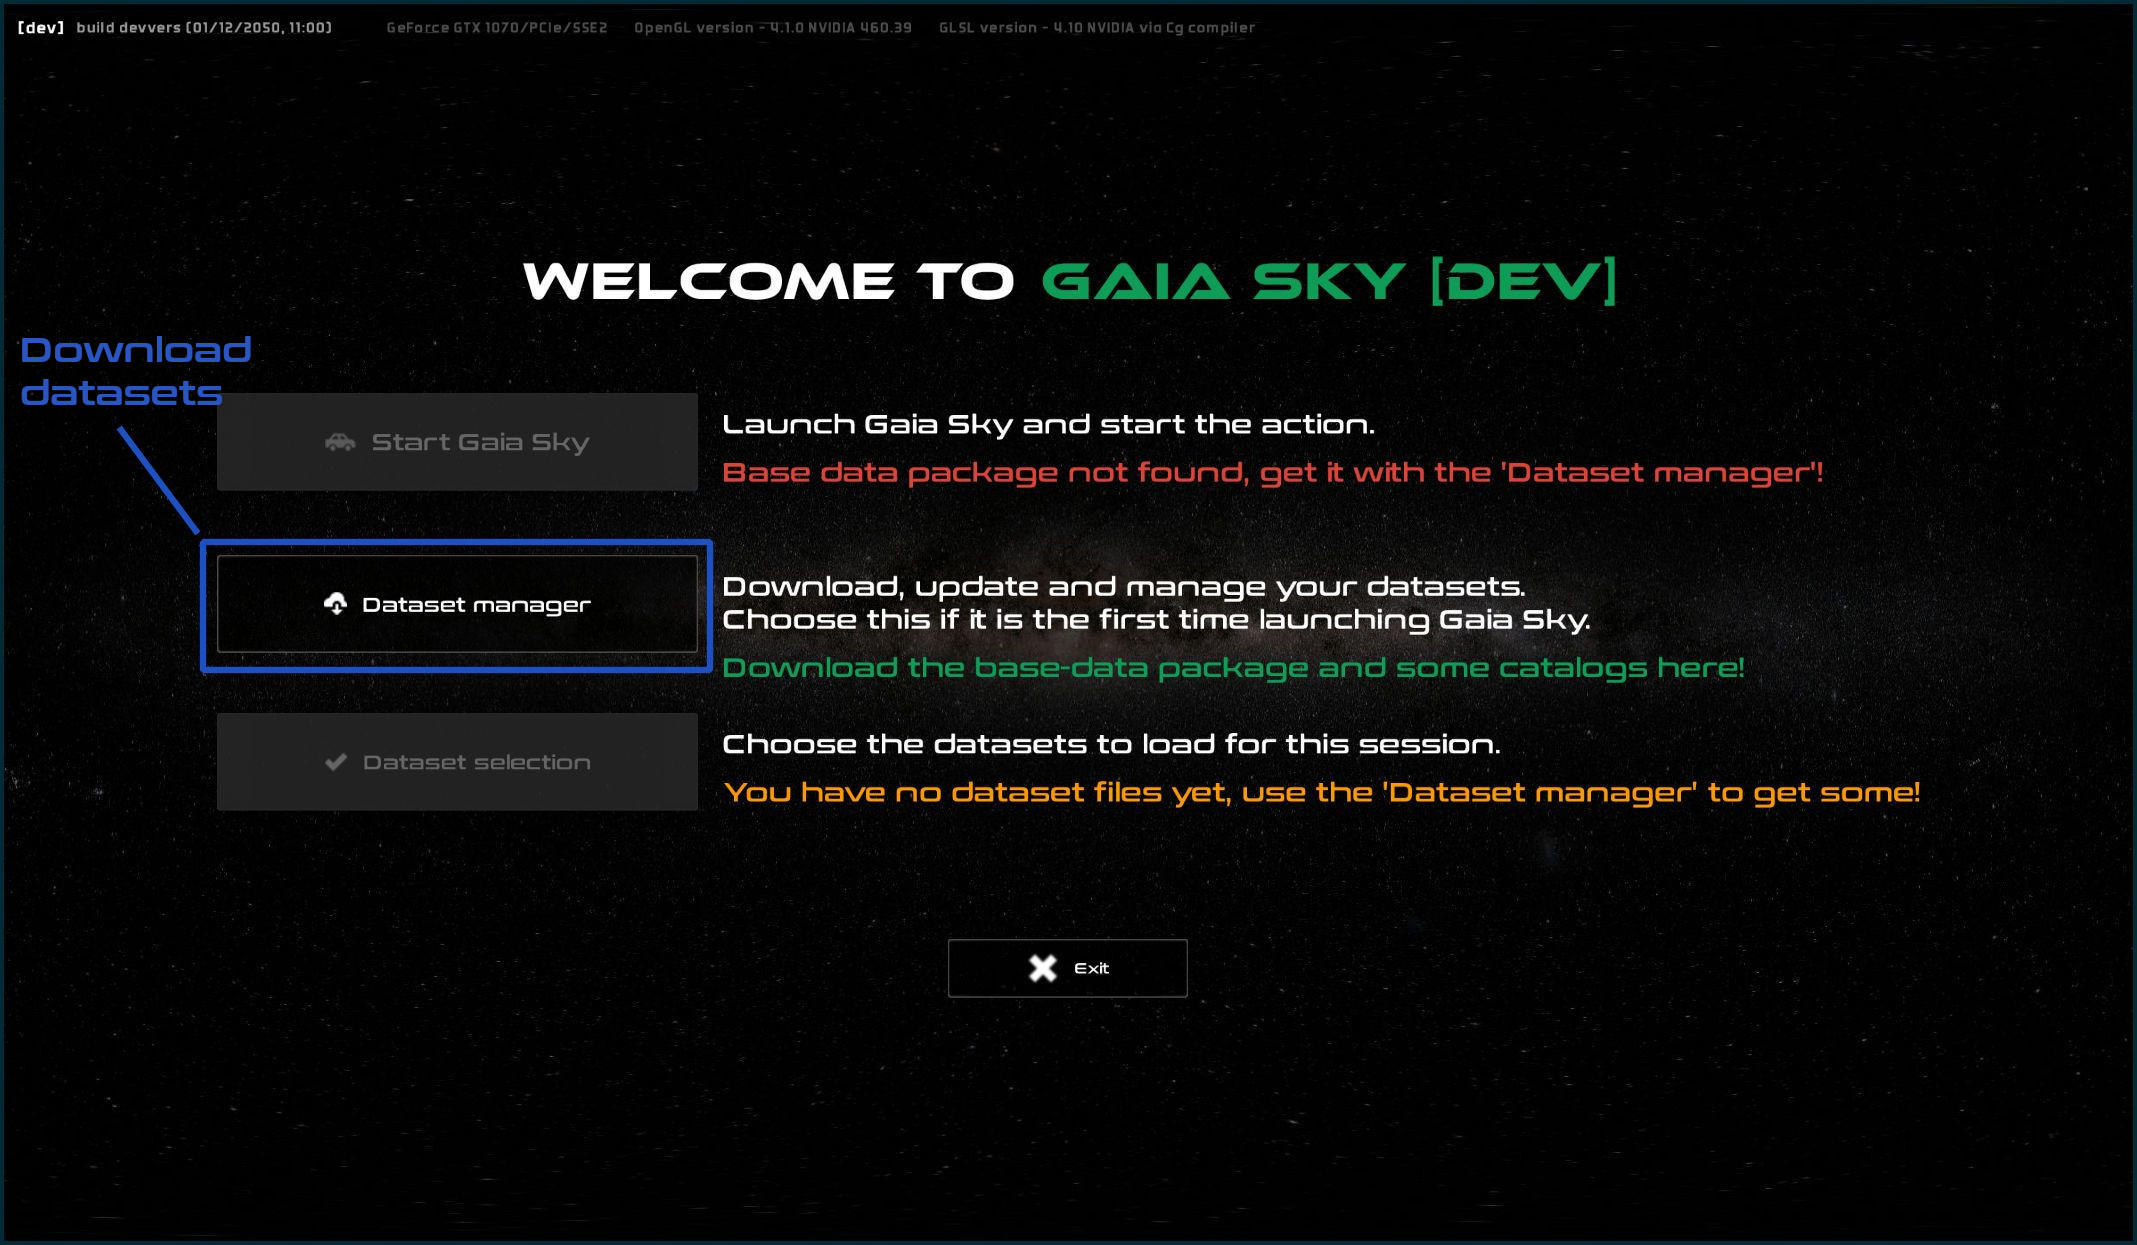 [dev] build devvers (01/12/2050, 11:00) GeForce GTX 1070/PCIe/SSE2 OpenGL version - 4.1.0 NVIDIA 460.39 GLSL version - 4.10 NVIDIA via Cg compiler
WELCOME TO GAIA SKY [DEV]
Download
datasets
Start Gaia Sky
Launch Gaia Sky and start the action.
Base data package not found, get it with the 'Dataset manager'!
Dataset manager
Download, update and manage your datasets.
Choose this if it is the first time launching Gaia Sky.
Download the base-data package and some catalogs here!
Dataset selection
Choose the datasets to load for this session.
You have no dataset files yet, use the 'Dataset manager' to get some!
Exit